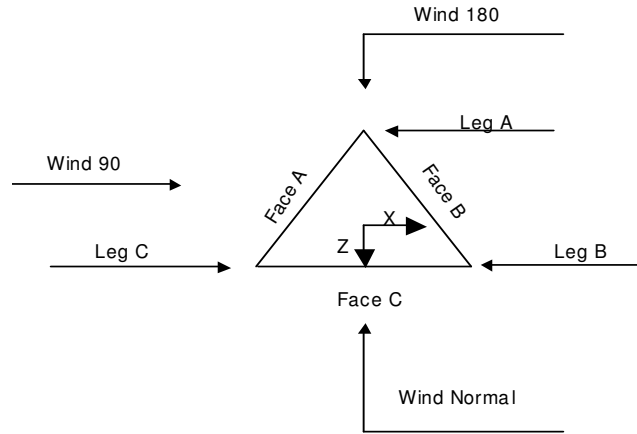 Wind 180
Leg A
Wind 90
Face A
Face B
X
Z
Leg C
Leg B
Face C
Wind Normal